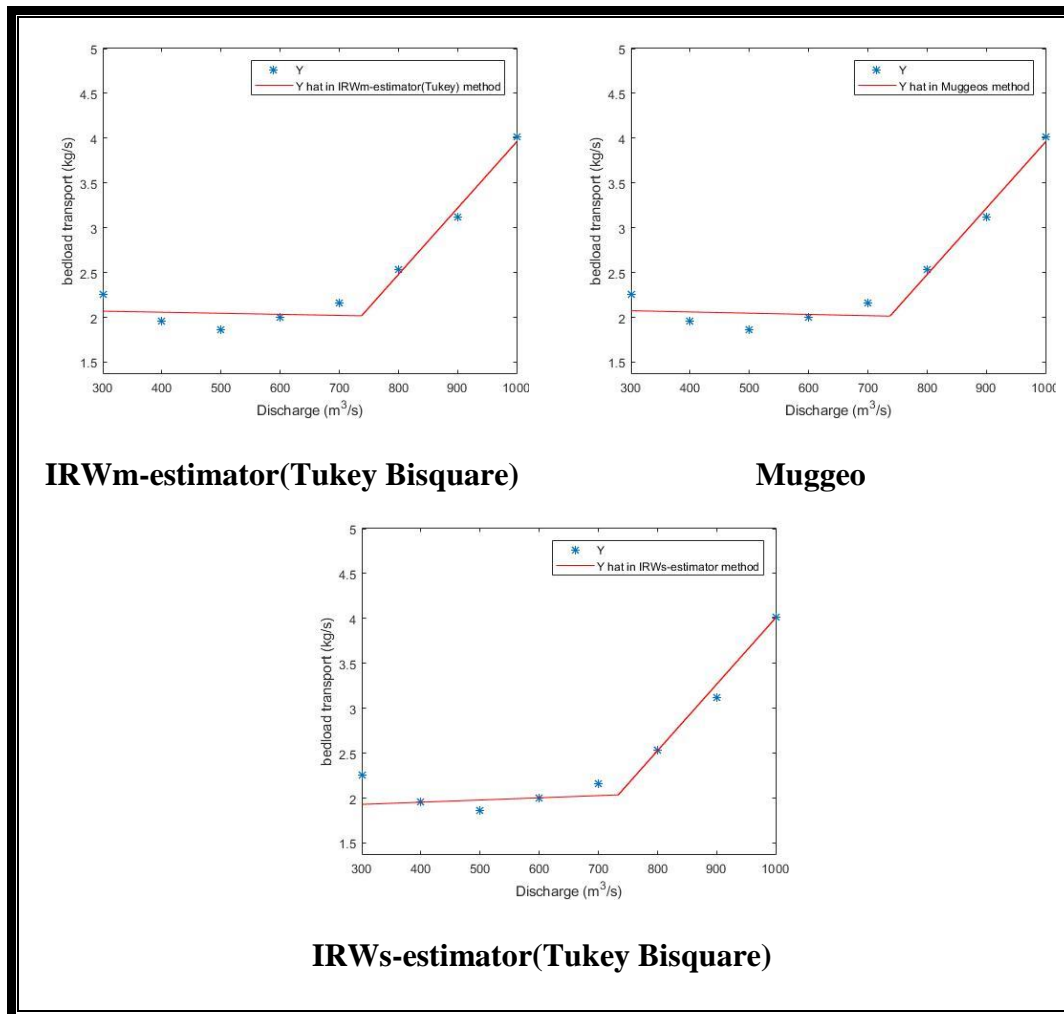 5
4.5
4
3.5
3
2.5
2
1.5
bedload transport (kg/s)
Y
Y hat in IRWm-estimator(Tukey) method
300 400 500 600 700 800 900 1000
Discharge (m³/s)
5
4.5
4
3.5
3
2.5
2
1.5
bedload transport (kg/s)
Y
Y hat in Muggeos method
300 400 500 600 700 800 900 1000
Discharge (m³/s)
IRWm-estimator(Tukey Bisquare)
Muggeo
5
4.5
4
3.5
3
2.5
2
1.5
bedload transport (kg/s)
Y
Y hat in IRWs-estimator method
300 400 500 600 700 800 900 1000
Discharge (m³/s)
IRWs-estimator(Tukey Bisquare)